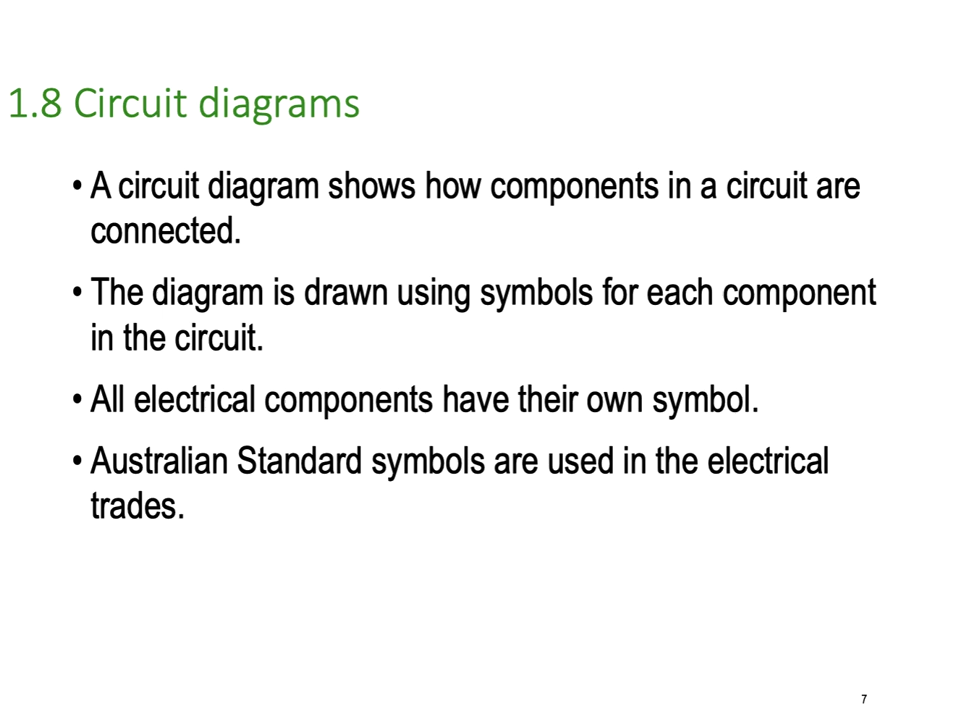 1.8 Circuit diagrams
• A circuit diagram shows how components in a circuit are
connected.
• The diagram is drawn using symbols for each component
in the circuit.
• All electrical components have their own symbol.
• Australian Standard symbols are used in the electrical
trades.
7